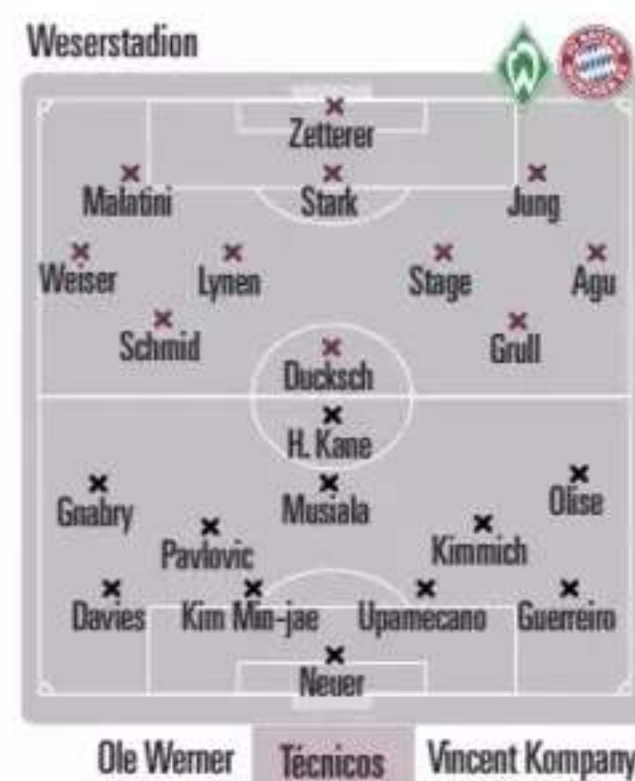 Weserstadion
Zetterer
Malatini Stark Jung
Weiser Lynen Stage Agu
Schmid Grull
Ducksch
H. Kane
Gnabry Musiala Olise
Pavlovic Kimmich
Davies Kim Min-jae Upamecano Guerreiro
Neuer
Ole Werner Técnicos Vincent Kompany